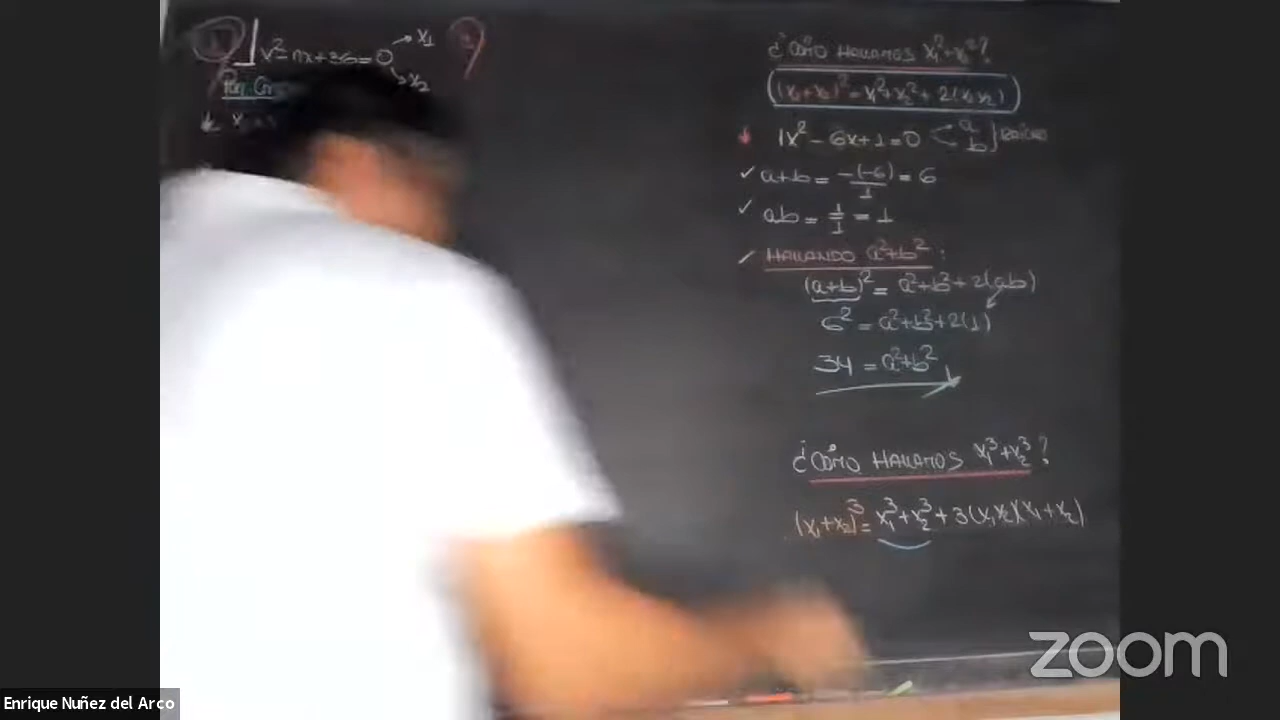 x² - nx + 36 = 0 → x₁
→ x₂
Por
¿Cómo hallamos x₁² + x₂²?
(x₁+x₂)² = x₁² + x₂² + 2(x₁x₂)
1x² - 6x + 1 = 0 < a b } raíces
✓ a+b = -(-6)/1 = 6
✓ ab = 1/1 = 1
✓ HALLANDO a²+b²:
(a+b)² = a²+b²+2(ab)
6² = a²+b²+2(1)
34 = a²+b²
¿Cómo HALLAMOS x₁³+x₂³?
(x₁+x₂)³ = x₁³+x₂³+3(x₁x₂)(x₁+x₂)
zoom
Enrique Nuñez del Arco